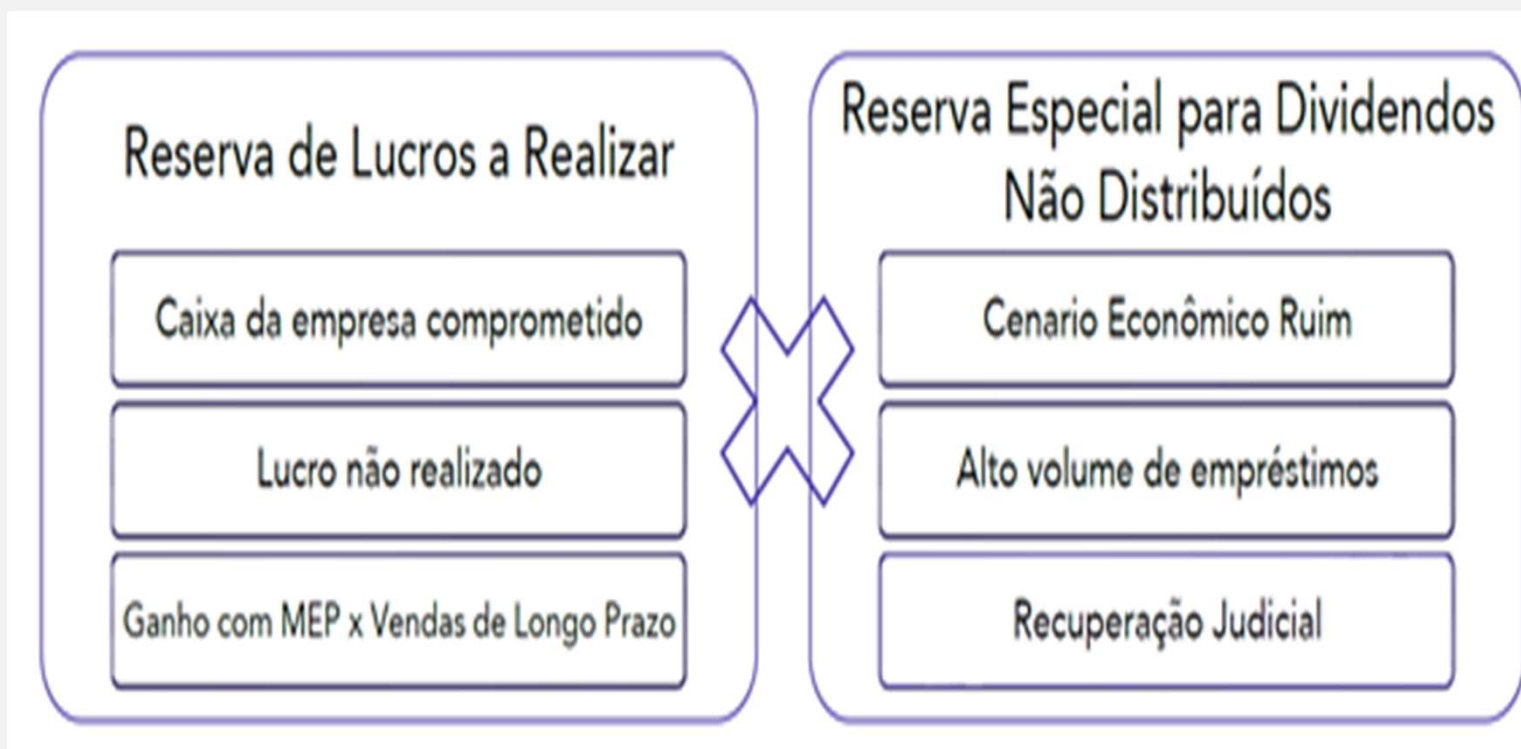 Reserva de Lucros a Realizar
Caixa da empresa comprometido
Lucro não realizado
Ganho com MEP x Vendas de Longo Prazo
Reserva Especial para Dividendos
Não Distribuídos
Cenario Econômico Ruim
Alto volume de empréstimos
Recuperação Judicial